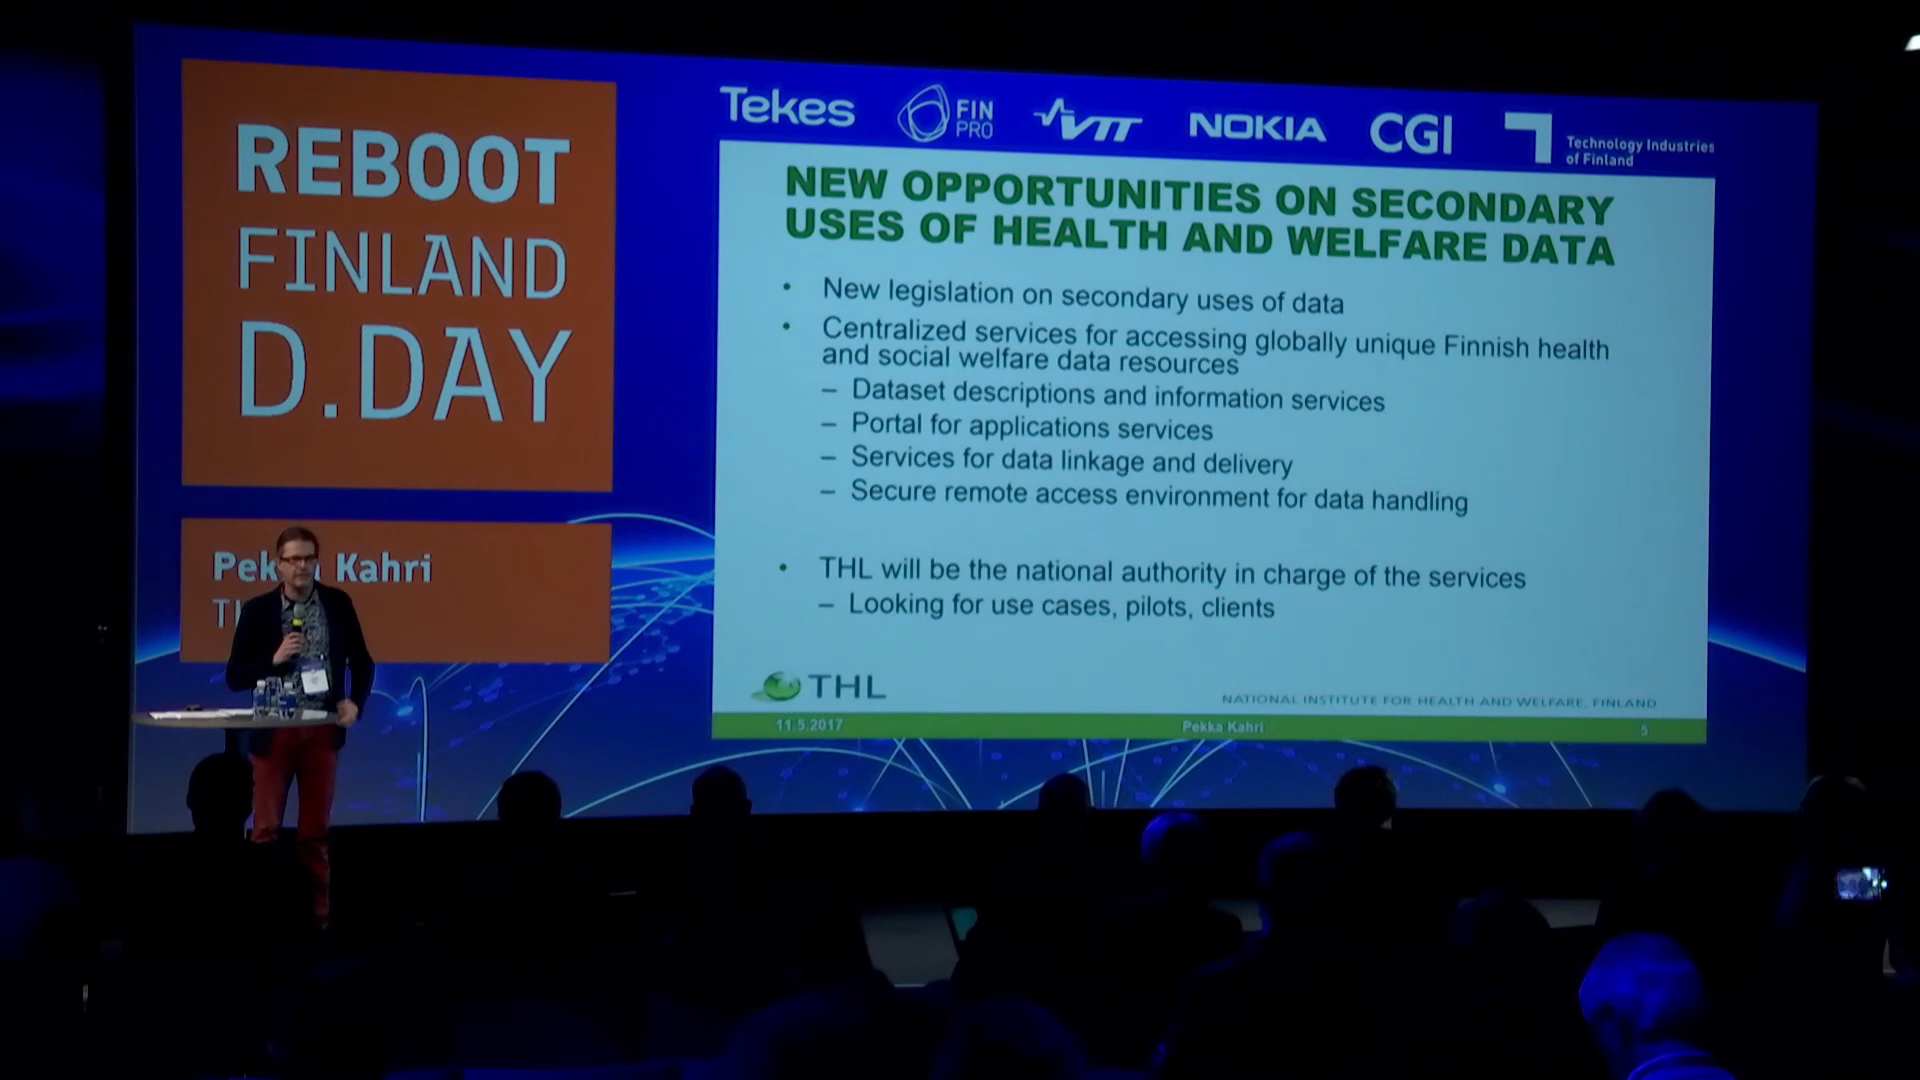 REBOOT
FINLAND
D.DAY
Pek Kahri
Tekes
FIN
PRO
VTT
NOKIA
CGI
Technology Industries
of Finland
NEW OPPORTUNITIES ON SECONDARY
USES OF HEALTH AND WELFARE DATA
• New legislation on secondary uses of data
• Centralized services for accessing globally unique Finnish health
and social welfare data resources
– Dataset descriptions and information services
– Portal for applications services
– Services for data linkage and delivery
– Secure remote access environment for data handling
• THL will be the national authority in charge of the services
– Looking for use cases, pilots, clients
THL
NATIONAL INSTITUTE FOR HEALTH AND WELFARE, FINLAND
11.5.2017
Pekka Kahri
5